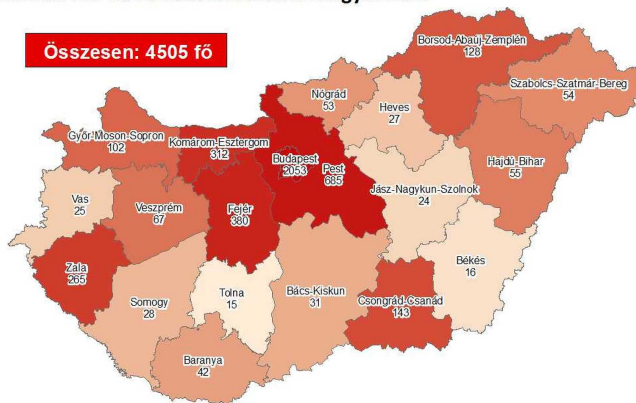 Összesen: 4505 fő
Borsod-Abaúj-Zemplén
128
Szabolcs-Szatmár-Bereg
54
Nógrád
53
Heves
27
Győr-Moson-Sopron
102
Komárom-Esztergom
312
Budapest
2053
Pest
685
Hajdú-Bihar
55
Jász-Nagykun-Szolnok
24
Vas
25
Veszprém
67
Fejér
380
Zala
265
Somogy
28
Tolna
15
Bács-Kiskun
31
Békés
16
Csongrád-Csanád
143
Baranya
42